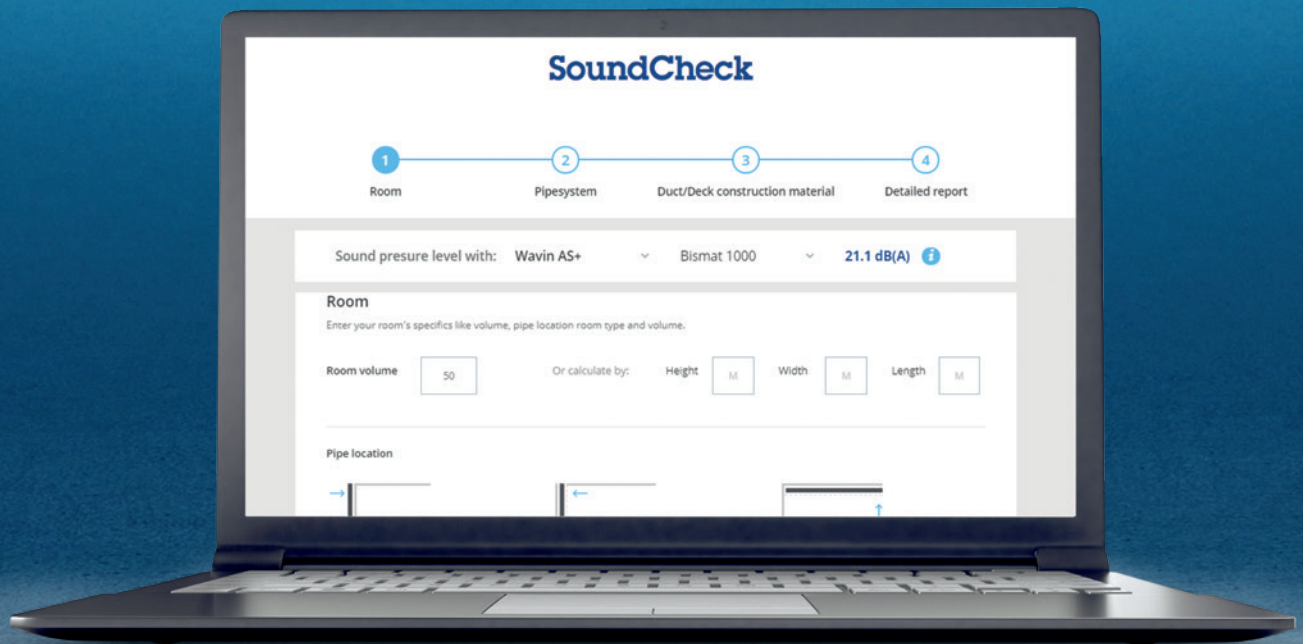 SoundCheck
1 2 3 4
Room Pipesystem Duct/Deck construction material Detailed report
Sound presure level with: Wavin AS+ Bismat 1000 21.1 dB(A) i
Room
Enter your room's specifics like volume, pipe location room type and volume.
Room volume 50 Or calculate by: Height M Width M Length M
Pipe location